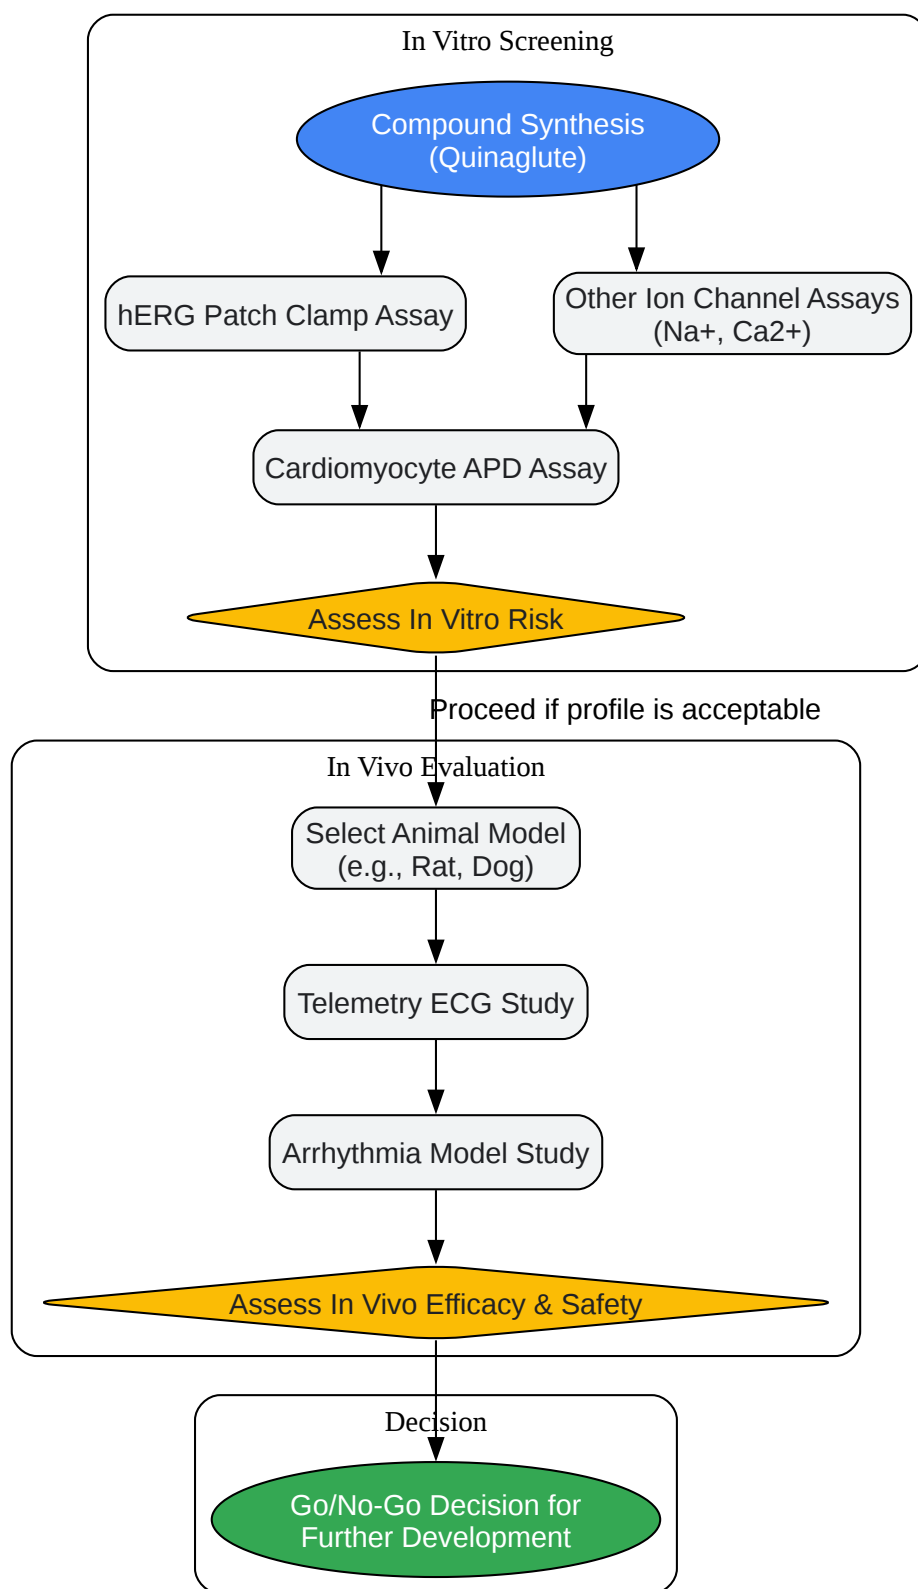 In Vitro Screening
Compound Synthesis
(Quinaglute)
hERG Patch Clamp Assay
Other Ion Channel Assays
(Na+, Ca2+)
Cardiomyocyte APD Assay
Assess In Vitro Risk
Proceed if profile is acceptable
In Vivo Evaluation
Select Animal Model
(e.g., Rat, Dog)
Telemetry ECG Study
Arrhythmia Model Study
Assess In Vivo Efficacy & Safety
Decision
Go/No-Go Decision for
Further Development